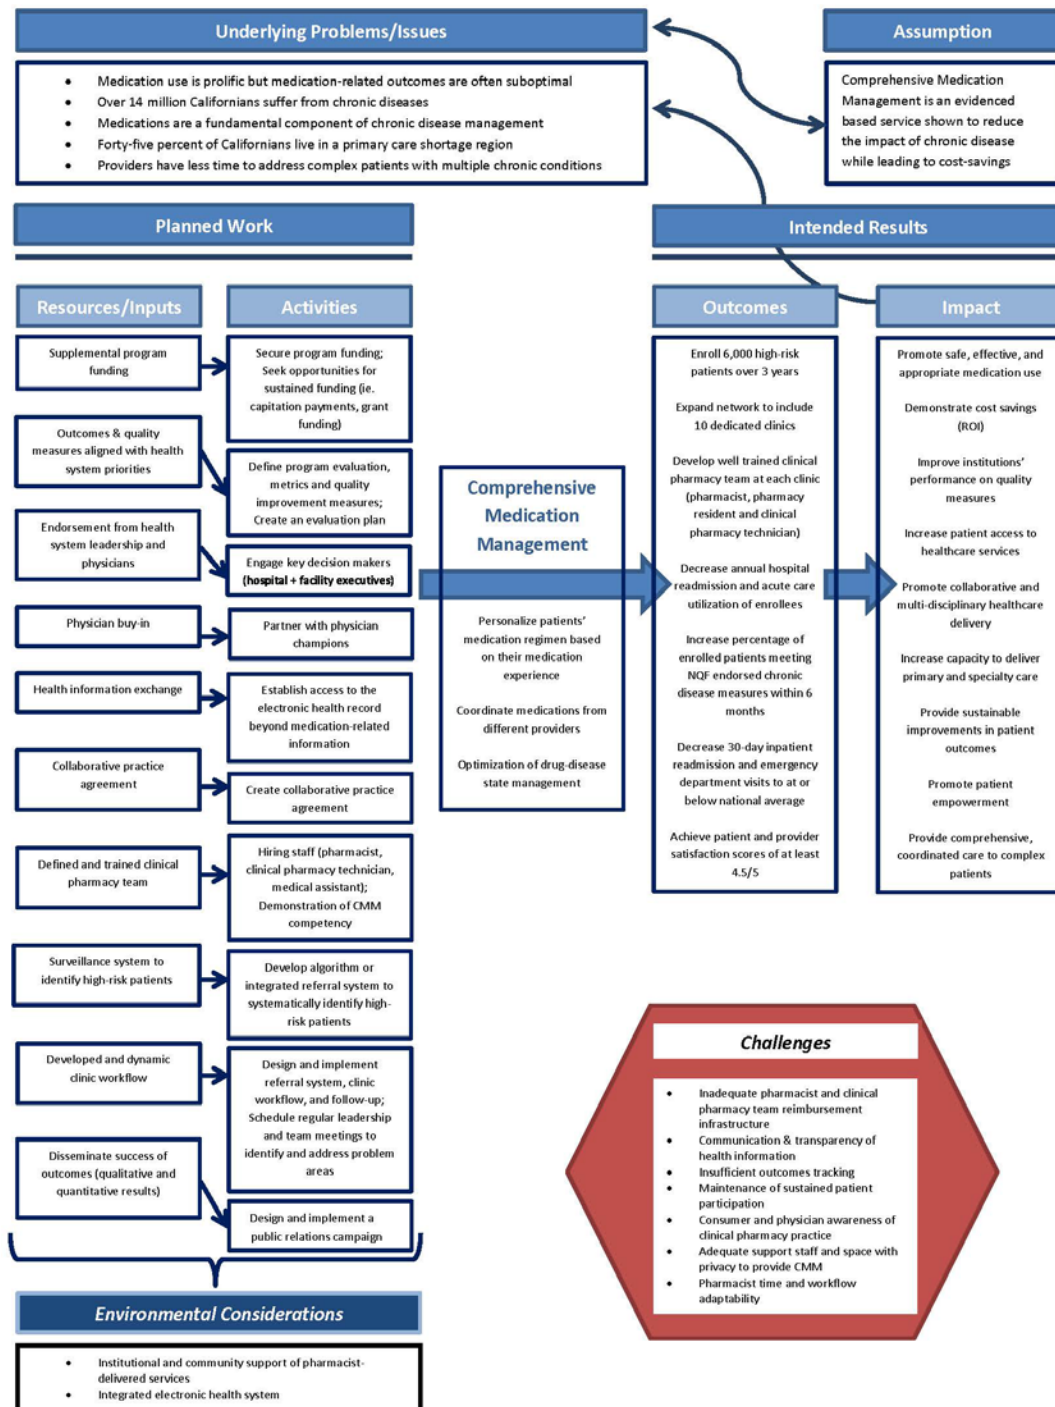 Underlying Problems/Issues
Medication use is prolific but medication-related outcomes are often suboptimal
Over 14 million Californians suffer from chronic diseases
Medications are a fundamental component of chronic disease management
Forty-five percent of Californians live in a primary care shortage region
Providers have less time to address complex patients with multiple chronic conditions
Assumption
Comprehensive Medication
Management is an evidenced
based service shown to reduce
the impact of chronic disease
while leading to cost-savings
Planned Work
Resources/Inputs
Supplemental program
funding
Outcomes & quality
measures aligned with health
system priorities
Endorsement from health
system leadership and
physicians
Physician buy-in
Health information exchange
Collaborative practice
agreement
Defined and trained clinical
pharmacy team
Surveillance system to
identify high-risk patients
Developed and dynamic
clinic workflow
Disseminate success of
outcomes (qualitative and
quantitative results)
Activities
Secure program funding;
Seek opportunities for
sustained funding (ie.
capitation payments, grant
funding)
Define program evaluation,
metrics and quality
improvement measures;
Create an evaluation plan
Engage key decision makers
(hospital + facility executives)
Partner with physician
champions
Establish access to the
electronic health record
beyond medication-related
information
Create collaborative practice
agreement
Hiring staff (pharmacist,
clinical pharmacy technician,
medical assistant);
Demonstration of CMM
competency
Develop algorithm or
integrated referral system to
systematically identify high-
risk patients
Design and implement
referral system, clinic
workflow, and follow-up;
Schedule regular leadership
and team meetings to
identify and address problem
areas
Design and implement a
public relations campaign
Comprehensive
Medication
Management
Personalize patients'
medication regimen based
on their medication
experience
Coordinate medications from
different providers
Optimization of drug-disease
state management
Intended Results
Outcomes
Enroll 6,000 high-risk
patients over 3 years
Expand network to include
10 dedicated clinics
Develop well trained clinical
pharmacy team at each clinic
(pharmacist, pharmacy
resident and clinical
pharmacy technician)
Decrease annual hospital
readmission and acute care
utilization of enrollees
Increase percentage of
enrolled patients meeting
NQF endorsed chronic
disease measures within 6
months
Decrease 30-day inpatient
readmission and emergency
department visits to at or
below national average
Achieve patient and provider
satisfaction scores of at least
4.5/5
Impact
Promote safe, effective, and
appropriate medication use
Demonstrate cost savings
(ROI)
Improve institutions'
performance on quality
measures
Increase patient access to
healthcare services
Promote collaborative and
multi-disciplinary healthcare
delivery
Increase capacity to deliver
primary and specialty care
Provide sustainable
improvements in patient
outcomes
Promote patient
empowerment
Provide comprehensive,
coordinated care to complex
patients
Challenges
Inadequate pharmacist and clinical
pharmacy team reimbursement
infrastructure
Communication & transparency of
health information
Insufficient outcomes tracking
Maintenance of sustained patient
participation
Consumer and physician awareness of
clinical pharmacy practice
Adequate support staff and space with
privacy to provide CMM
Pharmacist time and workflow
adaptability
Environmental Considerations
Institutional and community support of pharmacist-
delivered services
Integrated electronic health system